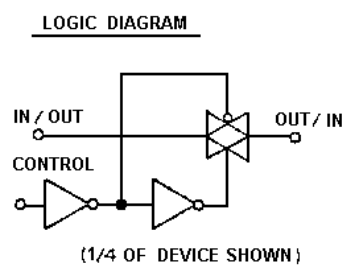 LOGIC DIAGRAM
IN / OUT
OUT / IN
CONTROL
(1/4 OF DEVICE SHOWN)